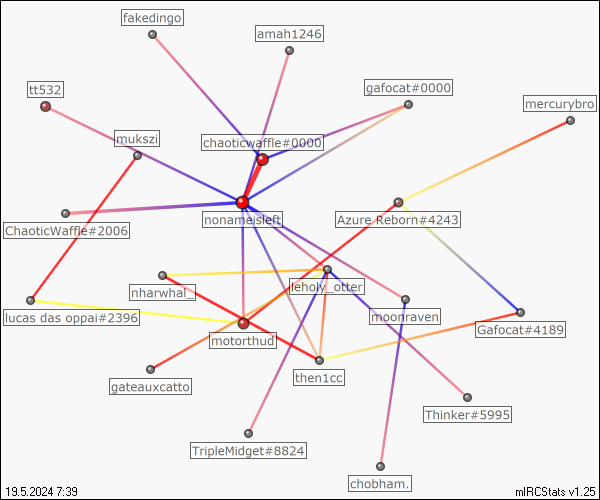 fakedingo
amah1246
tt532
gafocat#0000
mercurybro
mukszi
chaoticwaffle#0000
nonameisleft
Azure Reborn#4243
ChaoticWaffle#2006
nharwhal_
leholy_otter
lucas das oppai#2396
moonraven
Gafocat#4189
motorthud
gateauxcatto
then1cc
Thinker#5995
TripleMidget#8824
chobham.
19.5.2024 7:39
mIRCStats v1.25